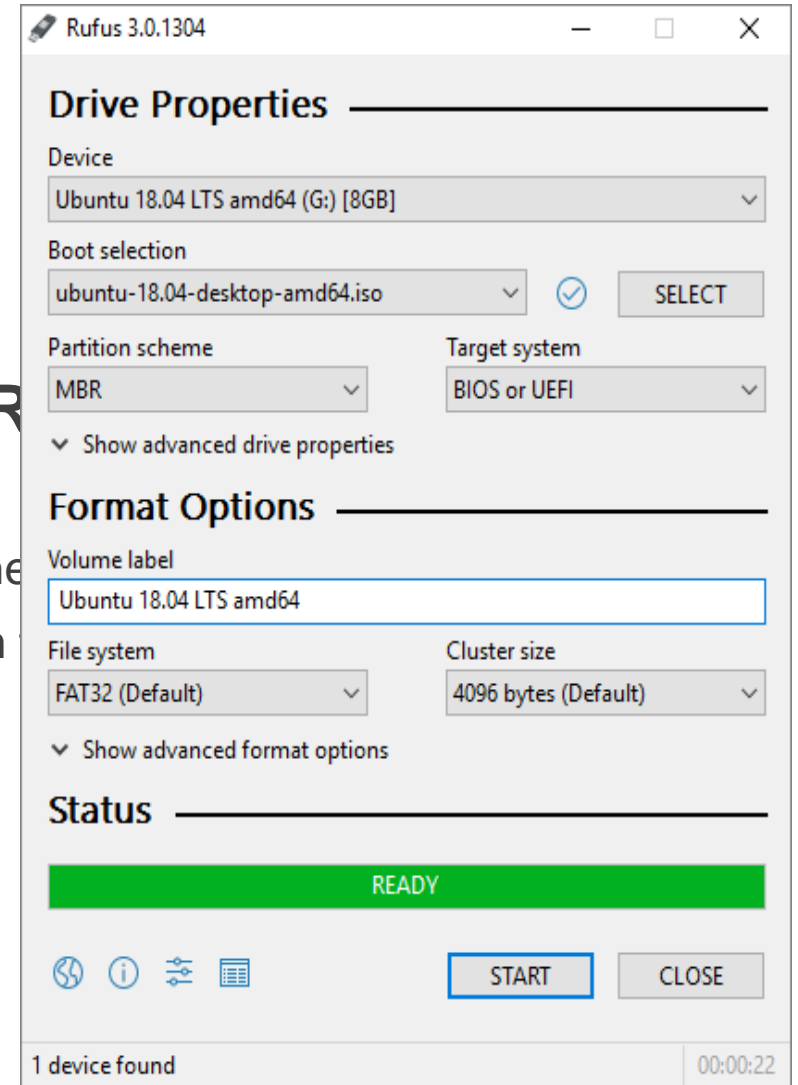 Rufus 3.0.1304
Drive Properties
Device
Ubuntu 18.04 LTS amd64 (G:) [8GB]
Boot selection
ubuntu-18.04-desktop-amd64.iso
SELECT
Partition scheme
Target system
MBR
BIOS or UEFI
Show advanced drive properties
Format Options
Volume label
Ubuntu 18.04 LTS amd64
File system
Cluster size
FAT32 (Default)
4096 bytes (Default)
Show advanced format options
Status
READY
START
CLOSE
1 device found
00:00:22